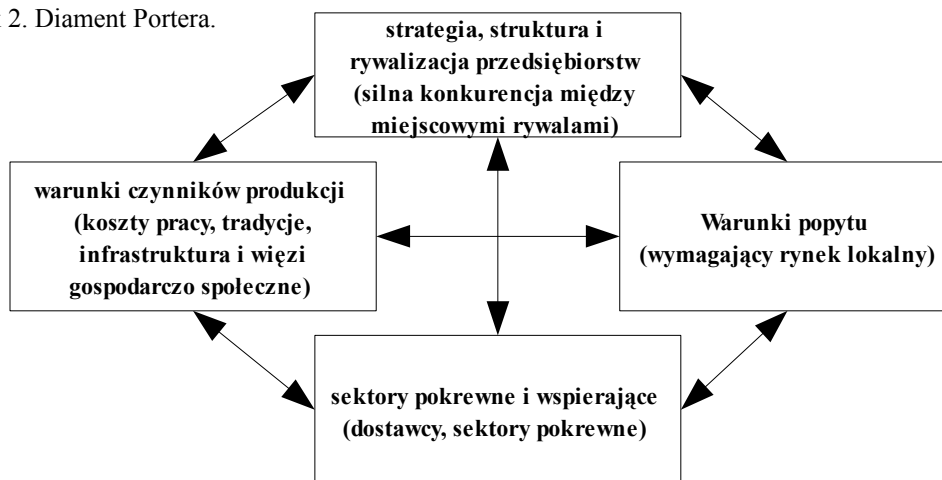 2. Diament Portera.
strategia, struktura i
rywalizacja przedsiębiorstw
(silna konkurencja między
miejscowymi rywalami)
warunki czynników produkcji
(koszty pracy, tradycje,
infrastruktura i więzi
gospodarczo społeczne)
Warunki popytu
(wymagający rynek lokalny)
sektory pokrewne i wspierające
(dostawcy, sektory pokrewne)